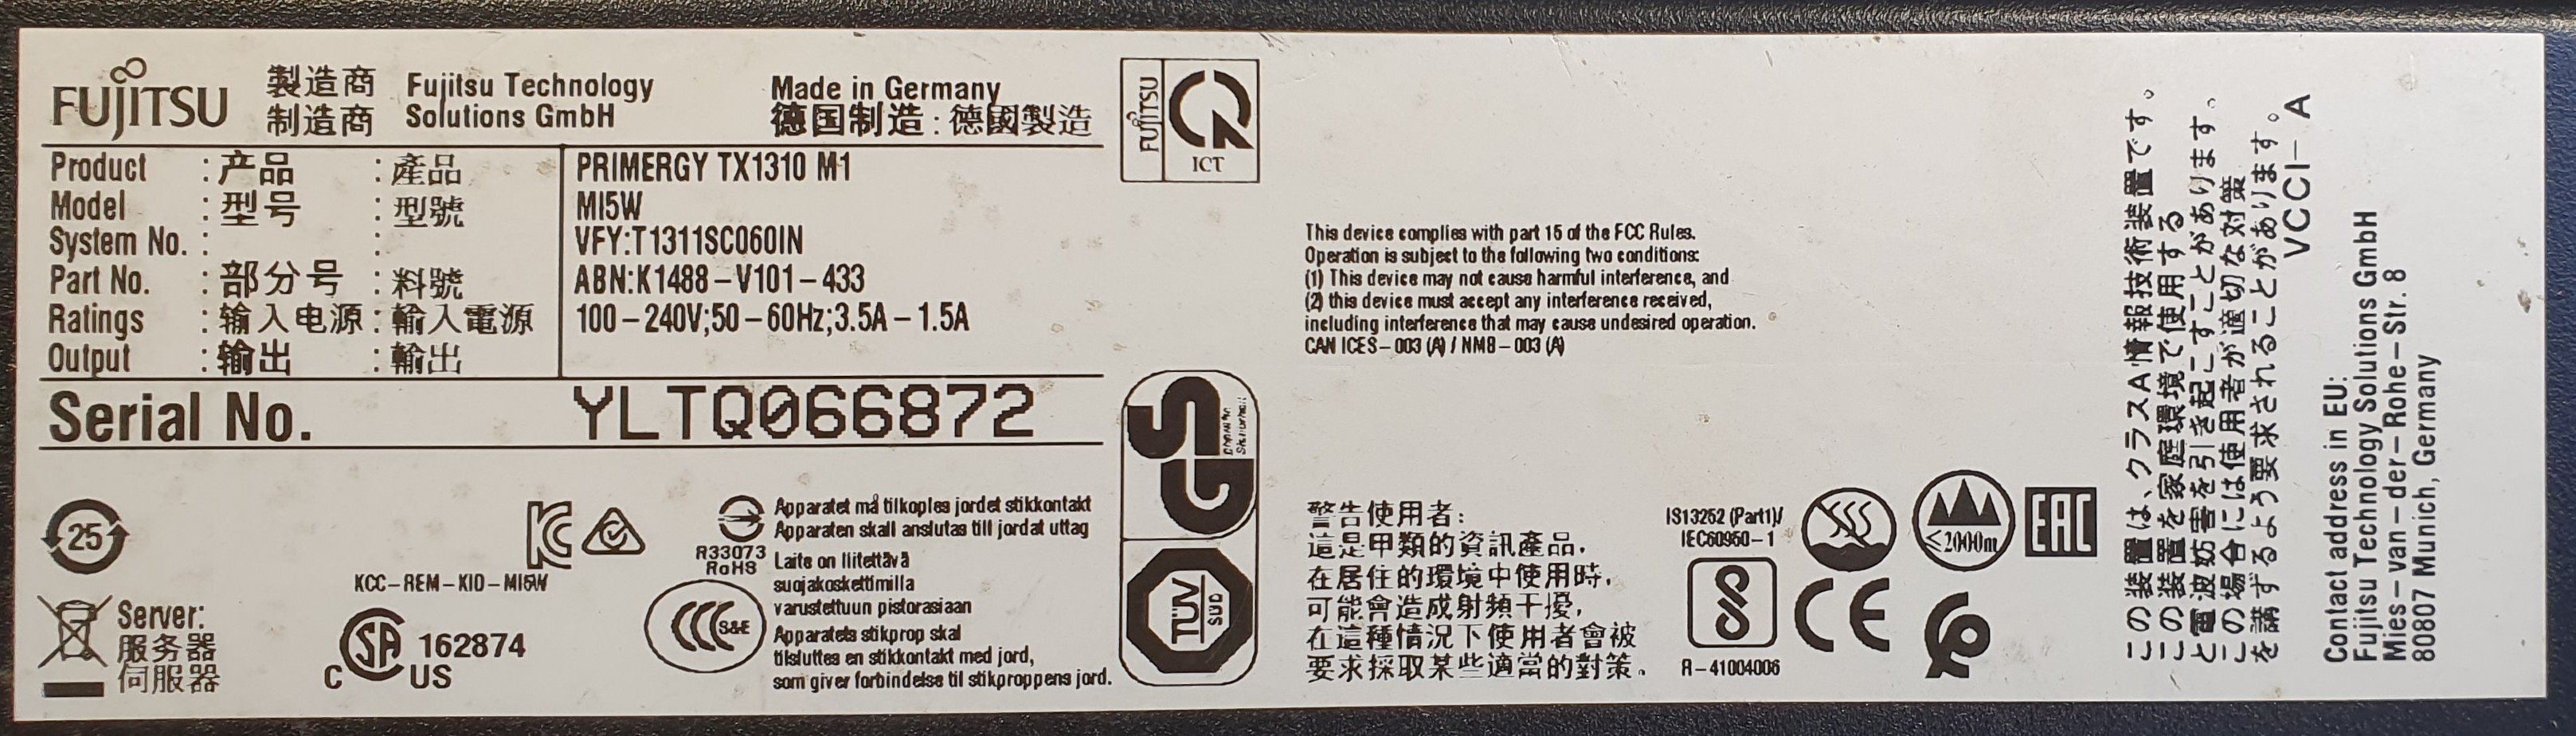 FUJITSU
製造商 Fujitsu Technology
制造商 Solutions GmbH
Made in Germany
德国制造 : 德國製造
FUJITSU
ICT
Product : 产品 : 產品 PRIMERGY TX1310 M1
Model : 型号 : 型號 MI5W
System No. : : VFY:T1311SC060IN
Part No. : 部分号 : 料號 ABN:K1488-V101-433
Ratings : 输入电源 : 輸入電源 100-240V;50-60Hz;3.5A-1.5A
Output : 输出 : 輸出
Serial No. YLTQ066872
25
KCC-REM-KIO-MI5W
Server:
服务器
伺服器
SA
C US
162874
R33073
RoHS
CCC S&E
Apparatet må tilkoples jordet stikkontakt
Apparaten skall anslutas till jordat uttag
Laite on liitettävä
suojakoskettimilla
varustettuun pistorasiaan
Apparatets stikprop skal
tilsluttes en stikkontakt med jord,
som giver forbindelse til stikproppens jord.
GS
TÜV
SÜD
This device complies with part 15 of the FCC Rules.
Operation is subject to the following two conditions:
(1) This device may not cause harmful interference, and
(2) this device must accept any interference received,
including interference that may cause undesired operation.
CAN ICES-003 (A) / NMB-003 (A)
警告使用者:
這是甲類的資訊產品,
在居住的環境中使用時,
可能會造成射頻干擾,
在這種情況下使用者會被
要求採取某些適當的對策。
IS13252 (Part1)/
IEC60950-1
R-41004006
≤2000m
EAC
CE
この装置は、クラスA情報技術装置です。
この装置を家庭環境で使用する
と電波妨害を引き起こすことがあります。
この場合には使用者が適切な対策
を講ずるよう要求されることがあります。
VCCI-A
Contact address in EU:
Fujitsu Technology Solutions GmbH
Mies-van-der-Rohe-Str. 8
80807 Munich, Germany